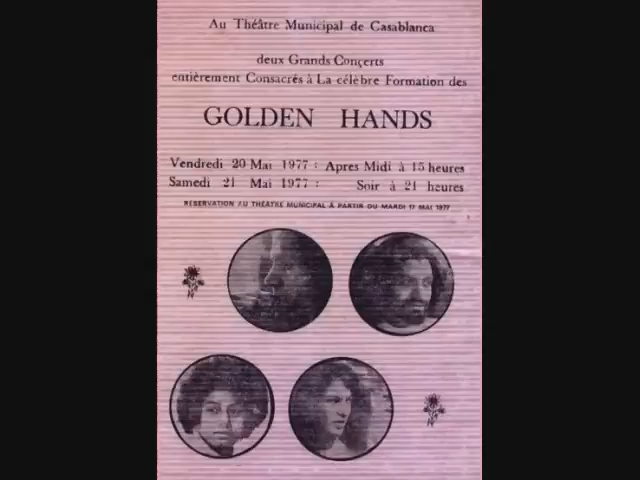 Au Théâtre Municipal de Casablanca
deux Grands Concerts
entièrement Consacrés à La célèbre Formation des
GOLDEN HANDS
Vendredi 20 Mai 1977 : Apres Midi à 15 heures
Samedi 21 Mai 1977 : Soir à 21 heures
RESERVATION AU THÉATRE MUNICIPAL À PARTIR DU MARDI 17 MAI 1977